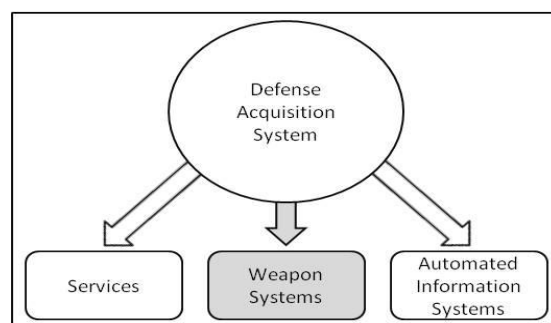 Defense
Acquisition
System
Services
Weapon
Systems
Automated
Information
Systems